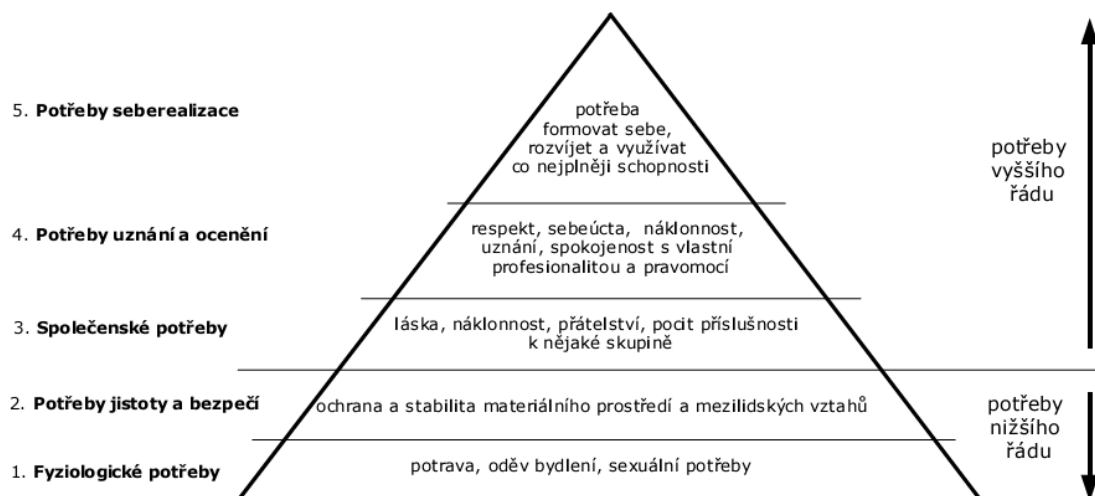 5. Potřeby seberealizace
potřeba
formovat sebe,
rozvíjet a využívat
co nejplněji schopnosti
potřeby
vyššího
řádu
4. Potřeby uznání a ocenění
respekt, sebeúcta, náklonnost,
uznání, spokojenost s vlastní
profesionalitou a pravomocí
3. Společenské potřeby
láska, náklonnost, přátelství, pocit příslušnosti
k nějaké skupině
2. Potřeby jistoty a bezpečí
ochrana a stabilita materiálního prostředí a mezilidských vztahů
potřeby
nižšího
řádu
1. Fyziologické potřeby
potrava, oděv bydlení, sexuální potřeby